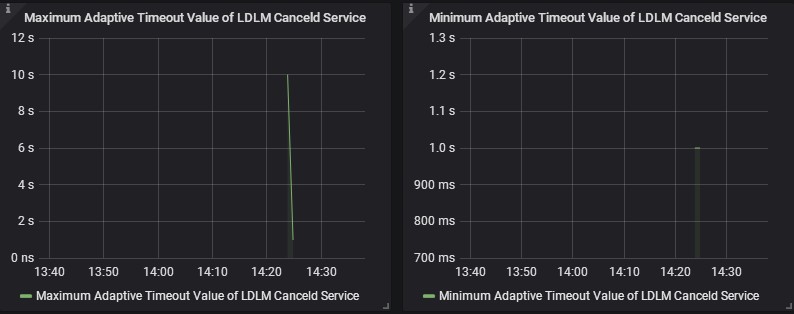 Maximum Adaptive Timeout Value of LDLM Canceld Service
12 s
10 s
8 s
6 s
4 s
2 s
0 ns
13:40 13:50 14:00 14:10 14:20 14:30
Maximum Adaptive Timeout Value of LDLM Canceld Service
Minimum Adaptive Timeout Value of LDLM Canceld Service
1.3 s
1.2 s
1.1 s
1.0 s
900 ms
800 ms
700 ms
13:40 13:50 14:00 14:10 14:20 14:30
Minimum Adaptive Timeout Value of LDLM Canceld Service